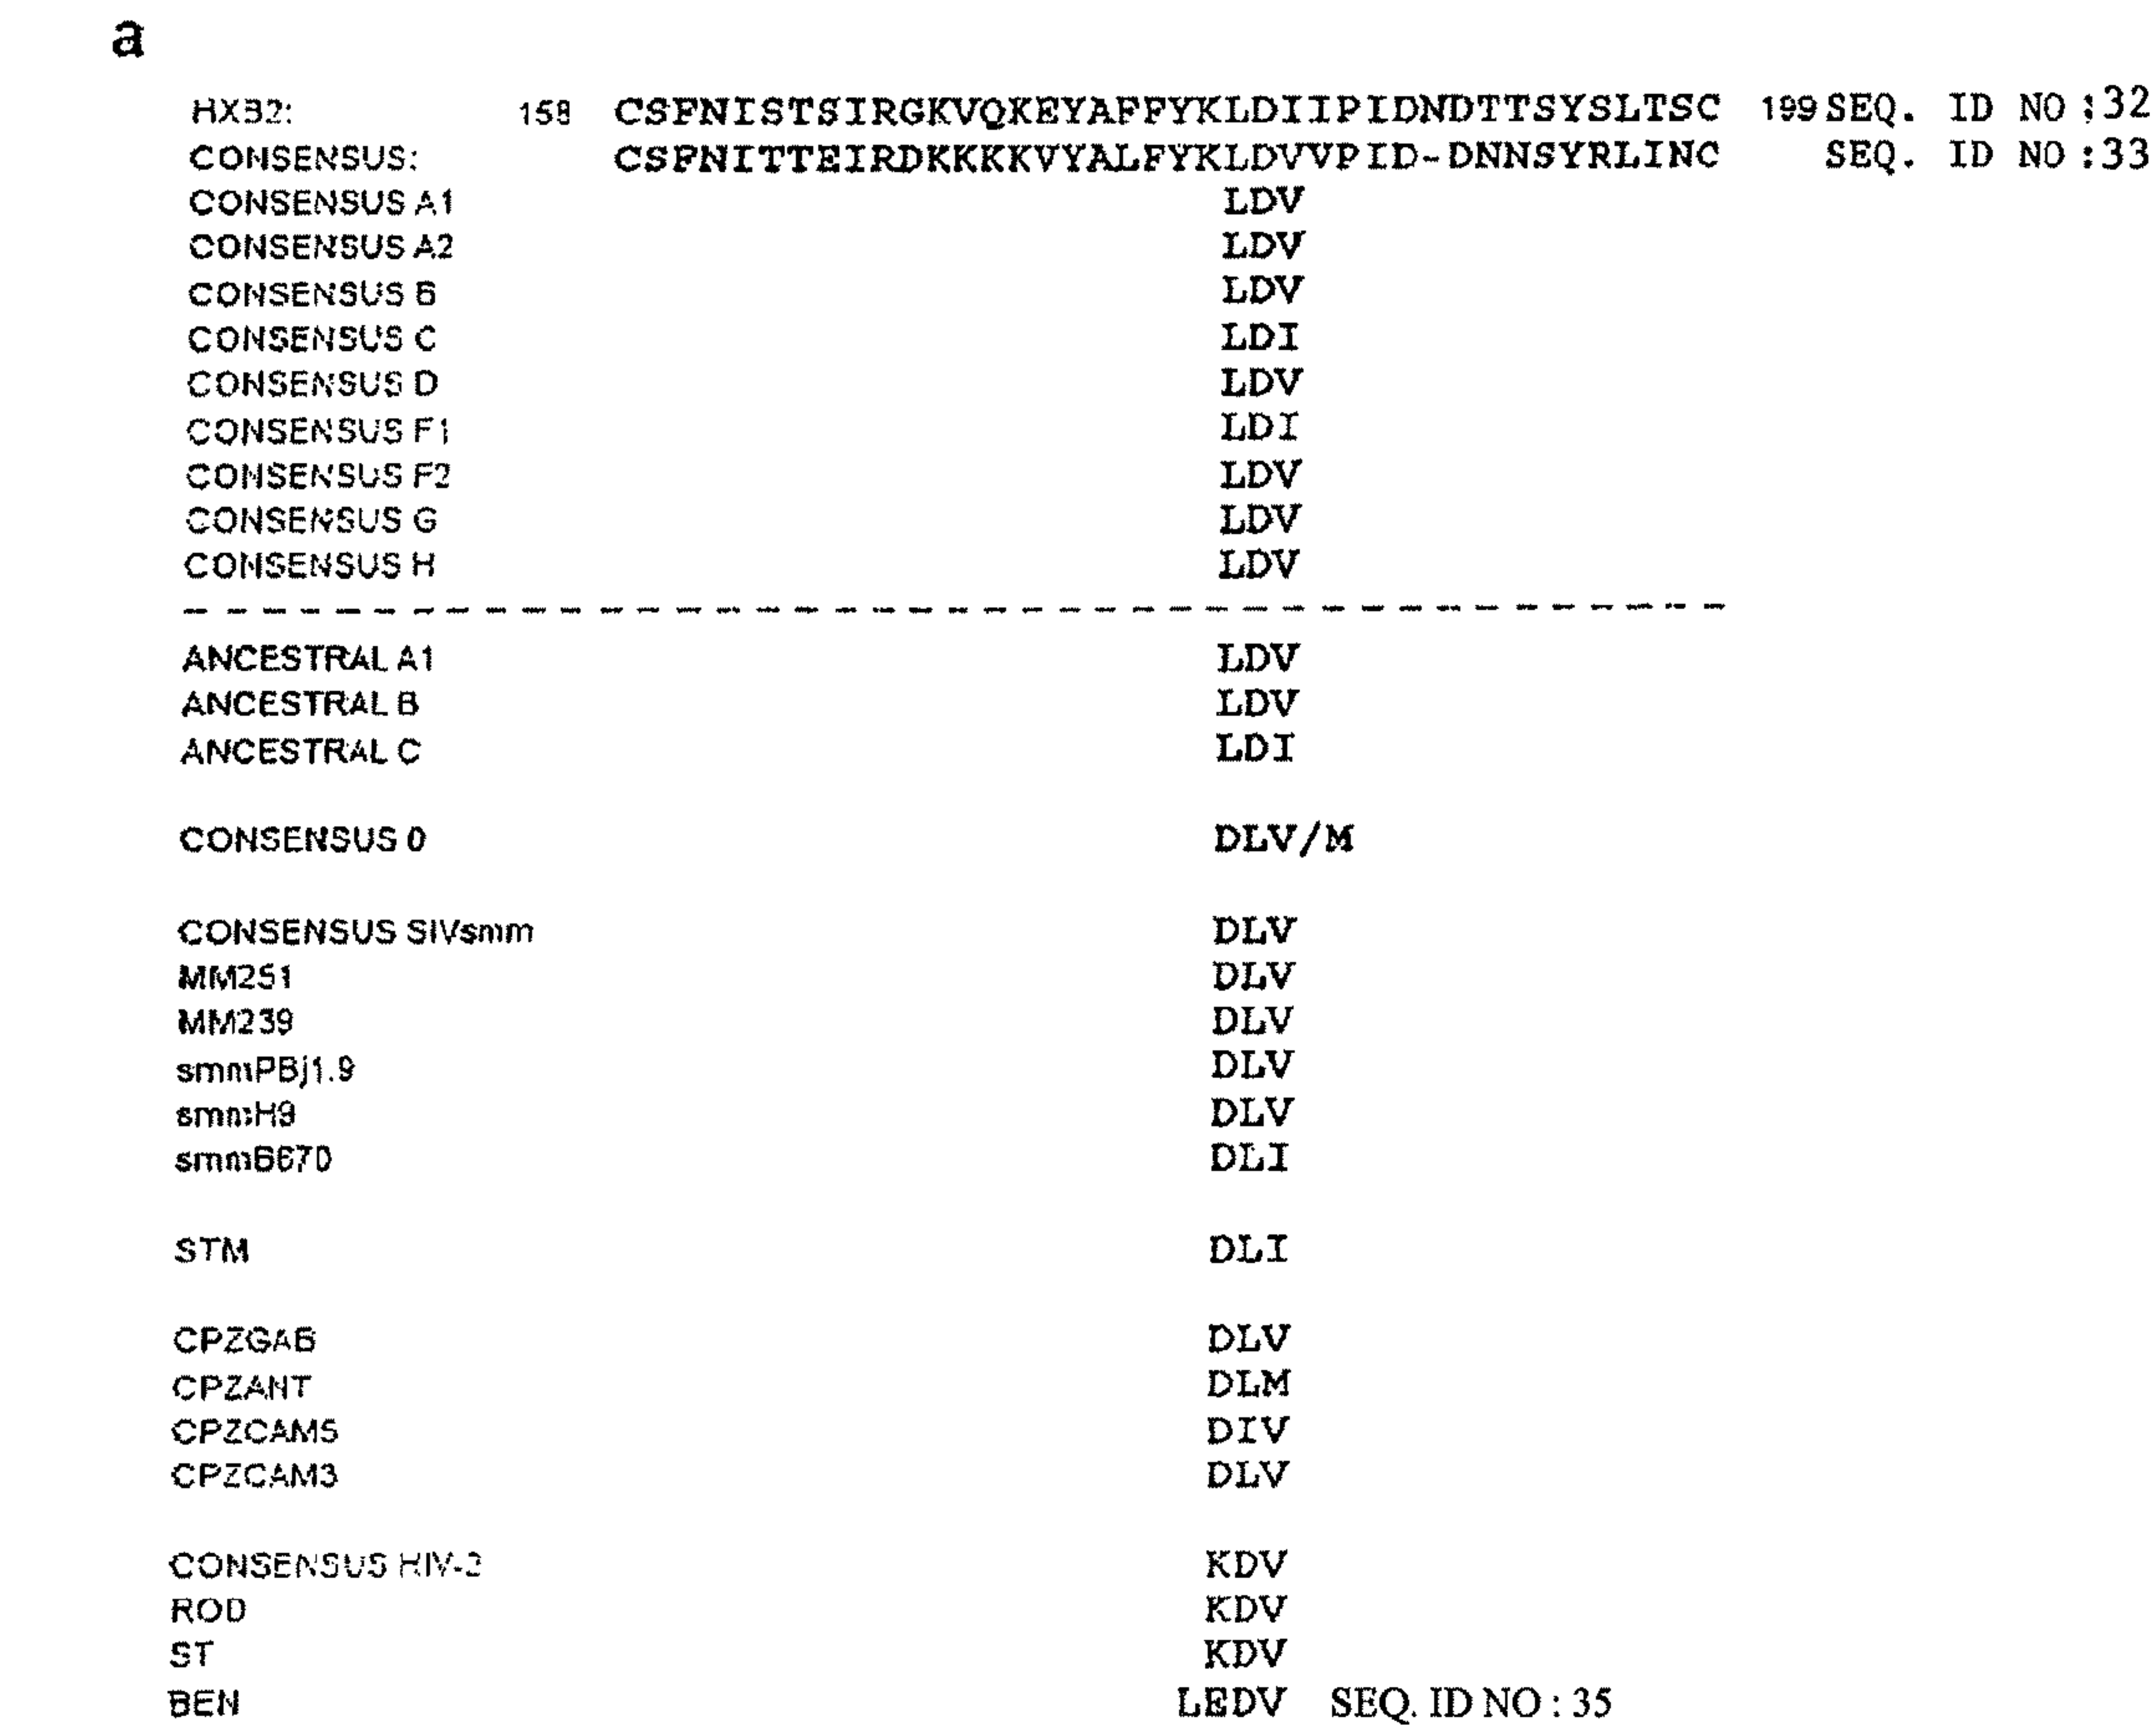 a
HXB2: 158 CSFNISTSIRGKVQKEYAFFYKLDIIPIDNDTTSYSLTSC 199 SEQ. ID NO :32
CONSENSUS: CSFNITTEIRDKKKKVYALFYKLDVVPID-DNNSYRLINC SEQ. ID NO :33
CONSENSUS A1 LDV
CONSENSUS A2 LDV
CONSENSUS B LDV
CONSENSUS C LDI
CONSENSUS D LDV
CONSENSUS F1 LDI
CONSENSUS F2 LDV
CONSENSUS G LDV
CONSENSUS H LDV
ANCESTRAL A1 LDV
ANCESTRAL B LDV
ANCESTRAL C LDI
CONSENSUS O DLV/M
CONSENSUS SIVsmm DLV
MM251 DLV
MM239 DLV
smmPBj1.9 DLV
smmH9 DLV
smmB670 DLI
STM DLI
CPZGAB DLV
CPZANT DLM
CPZCAM5 DIV
CPZCAM3 DLV
CONSENSUS HIV-2 KDV
ROD KDV
ST KDV
BEN LEDV SEQ. ID NO : 35